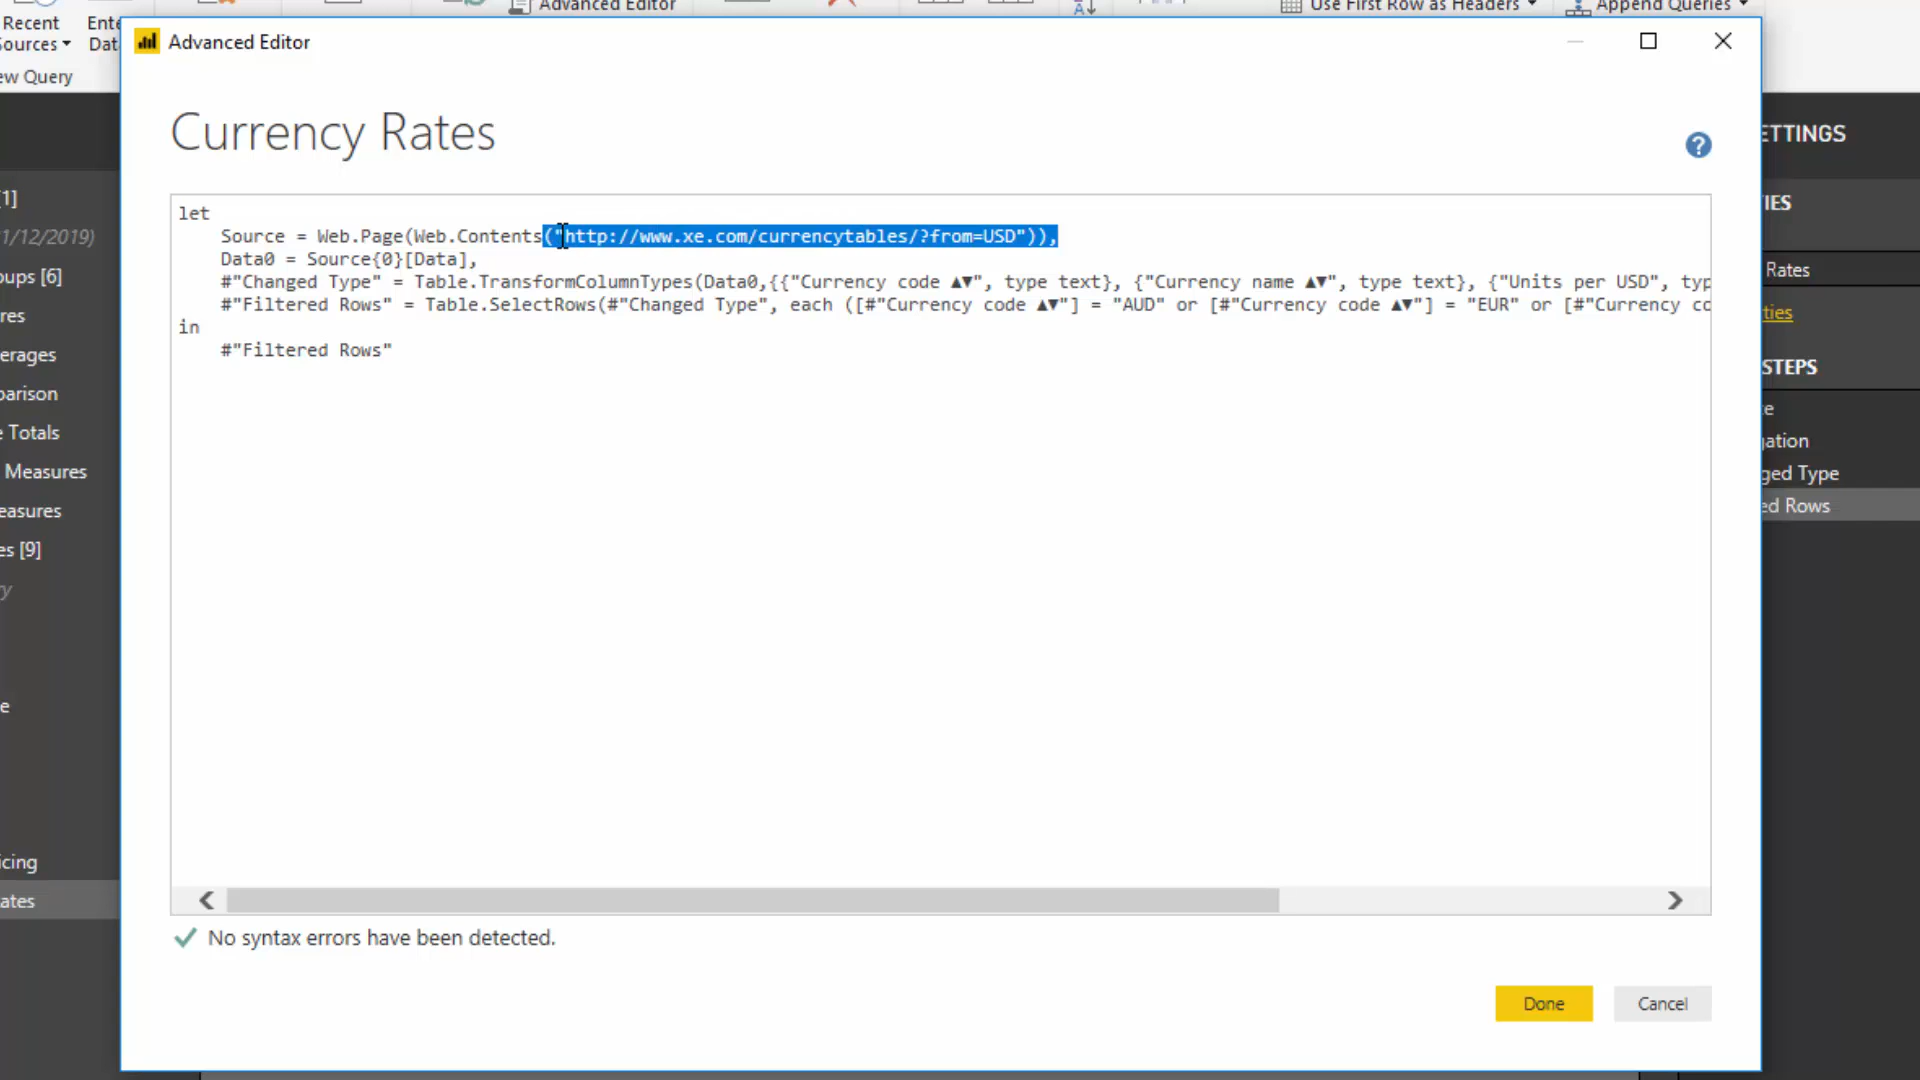 Recent
Sources
Ente
Dat
ew Query
Advanced Editor
A↓
Use First Row as Headers
Append Queries
Advanced Editor
Currency Rates
let
Source = Web.Page(Web.Contents("http://www.xe.com/currencytables/?from=USD")),
Data0 = Source{0}[Data],
#"Changed Type" = Table.TransformColumnTypes(Data0,{{"Currency code ▲▼", type text}, {"Currency name ▲▼", type text}, {"Units per USD", typ
#"Filtered Rows" = Table.SelectRows(#"Changed Type", each ([#"Currency code ▲▼"] = "AUD" or [#"Currency code ▲▼"] = "EUR" or [#"Currency co
in
#"Filtered Rows"
No syntax errors have been detected.
Done
Cancel
[1]
1/12/2019)
oups [6]
res
erages
parison
e Totals
Measures
easures
es [9]
ry
e
icing
ates
ETTINGS
IES
Rates
ties
STEPS
ce
gation
ged Type
ed Rows